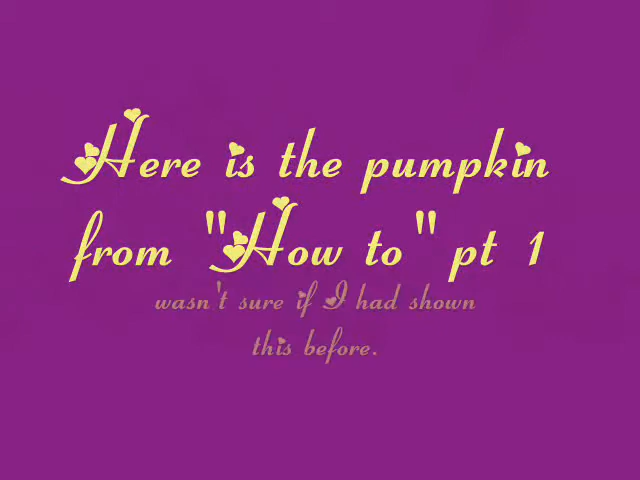 Here is the pumpkin
from "How to" pt 1
wasn't sure if I had shown
this before.